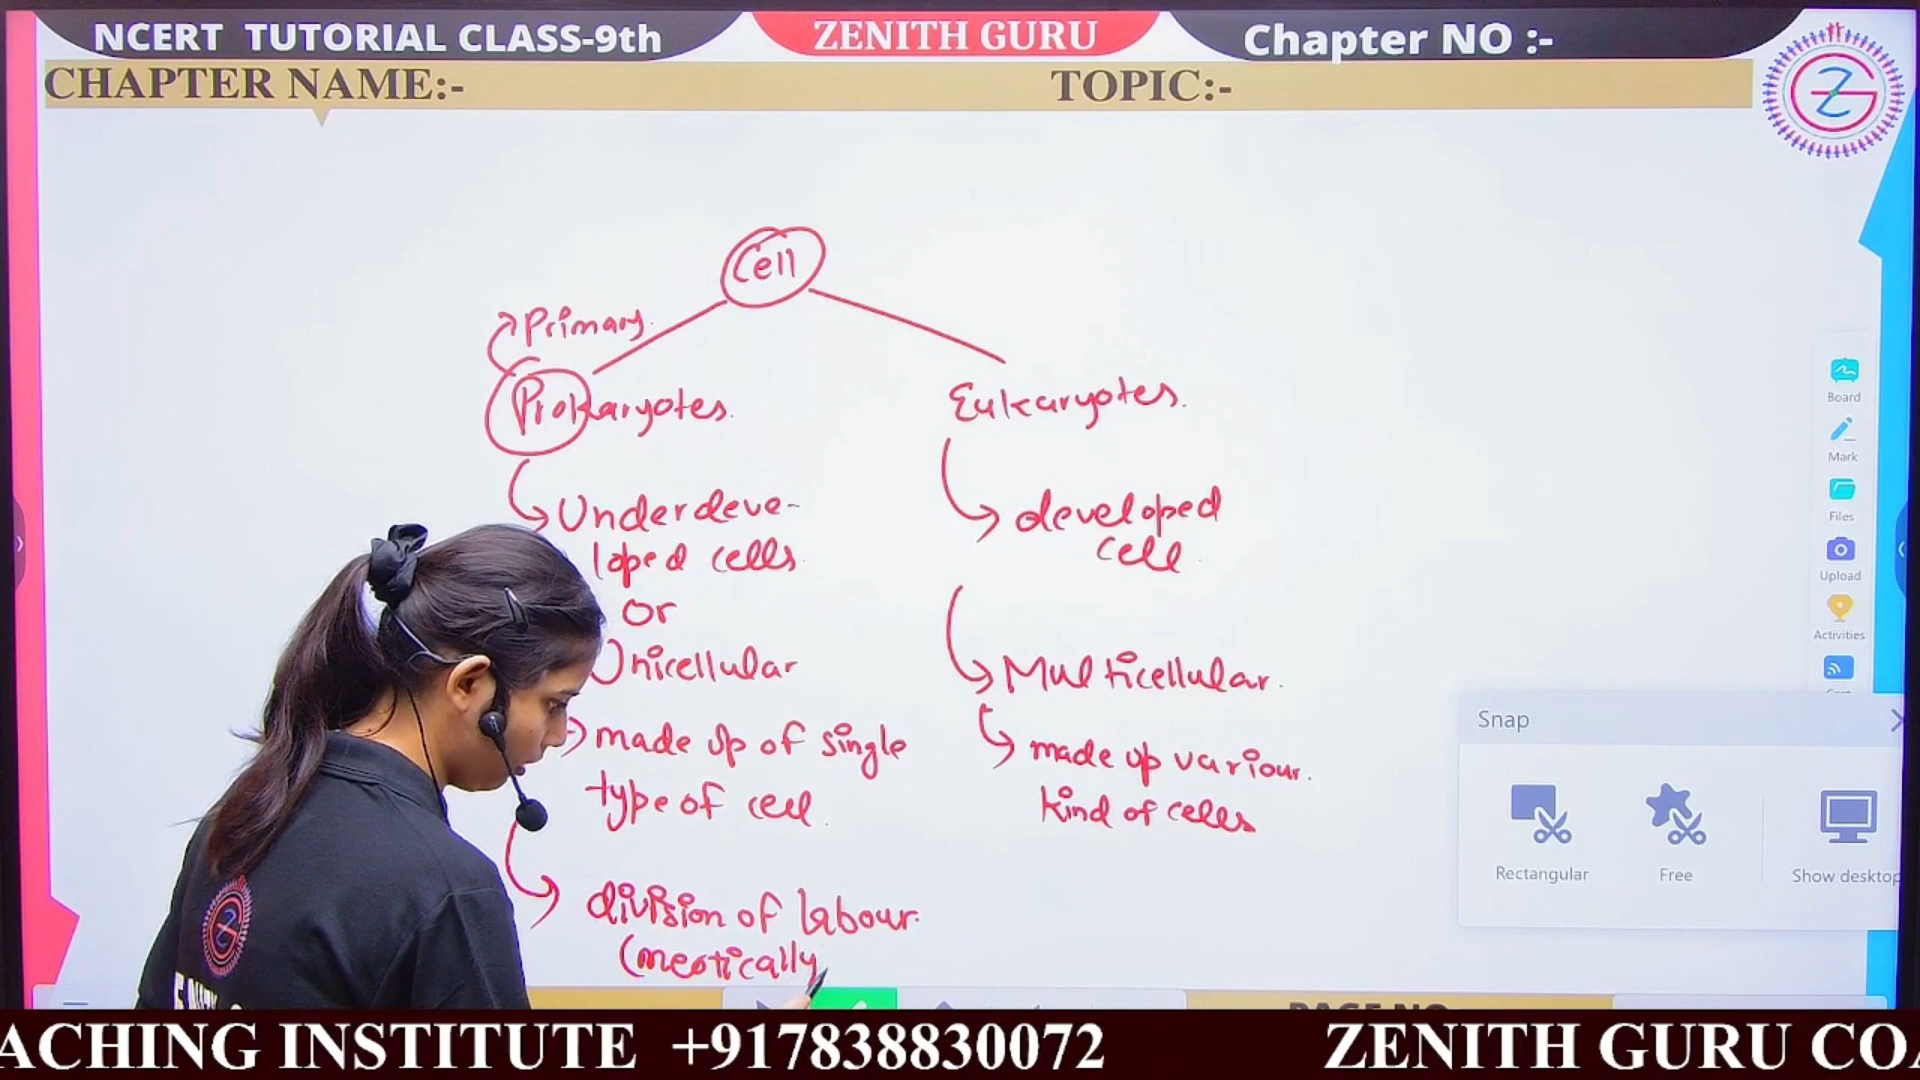 NCERT TUTORIAL CLASS-9th
ZENITH GURU
Chapter NO :-
CHAPTER NAME:-
TOPIC:-
Cell
Primary.
Prokaryotes.
Eukaryotes.
Underdeve-
loped cells.
or
Unicellular
made up of single
type of cell.
division of labour.
(meotically
developed
cell.
Multicellular.
made up variour.
kind of cells
Board
Mark
Files
Upload
Activities
Snap
Rectangular
Free
Show desktop
ACHING INSTITUTE +917838830072
ZENITH GURU CO